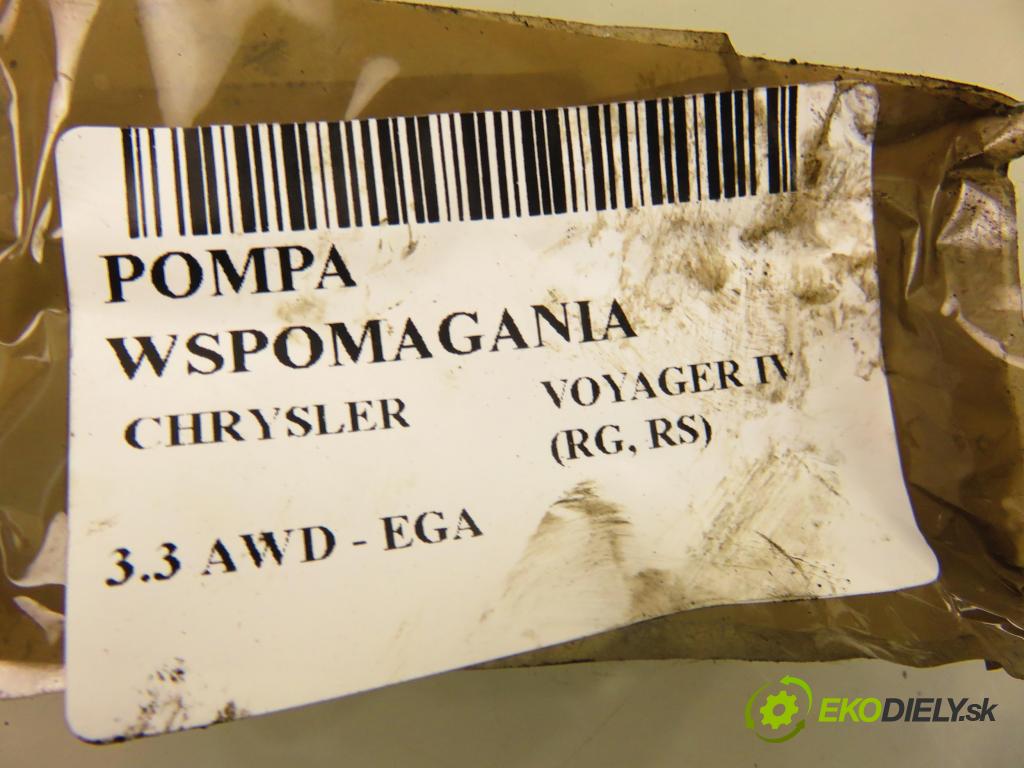 POMPA
WSPOMAGANIA
CHRYSLER
VOYAGER IV
(RG, RS)
3.3 AWD - EGA
EKODIELY.sk